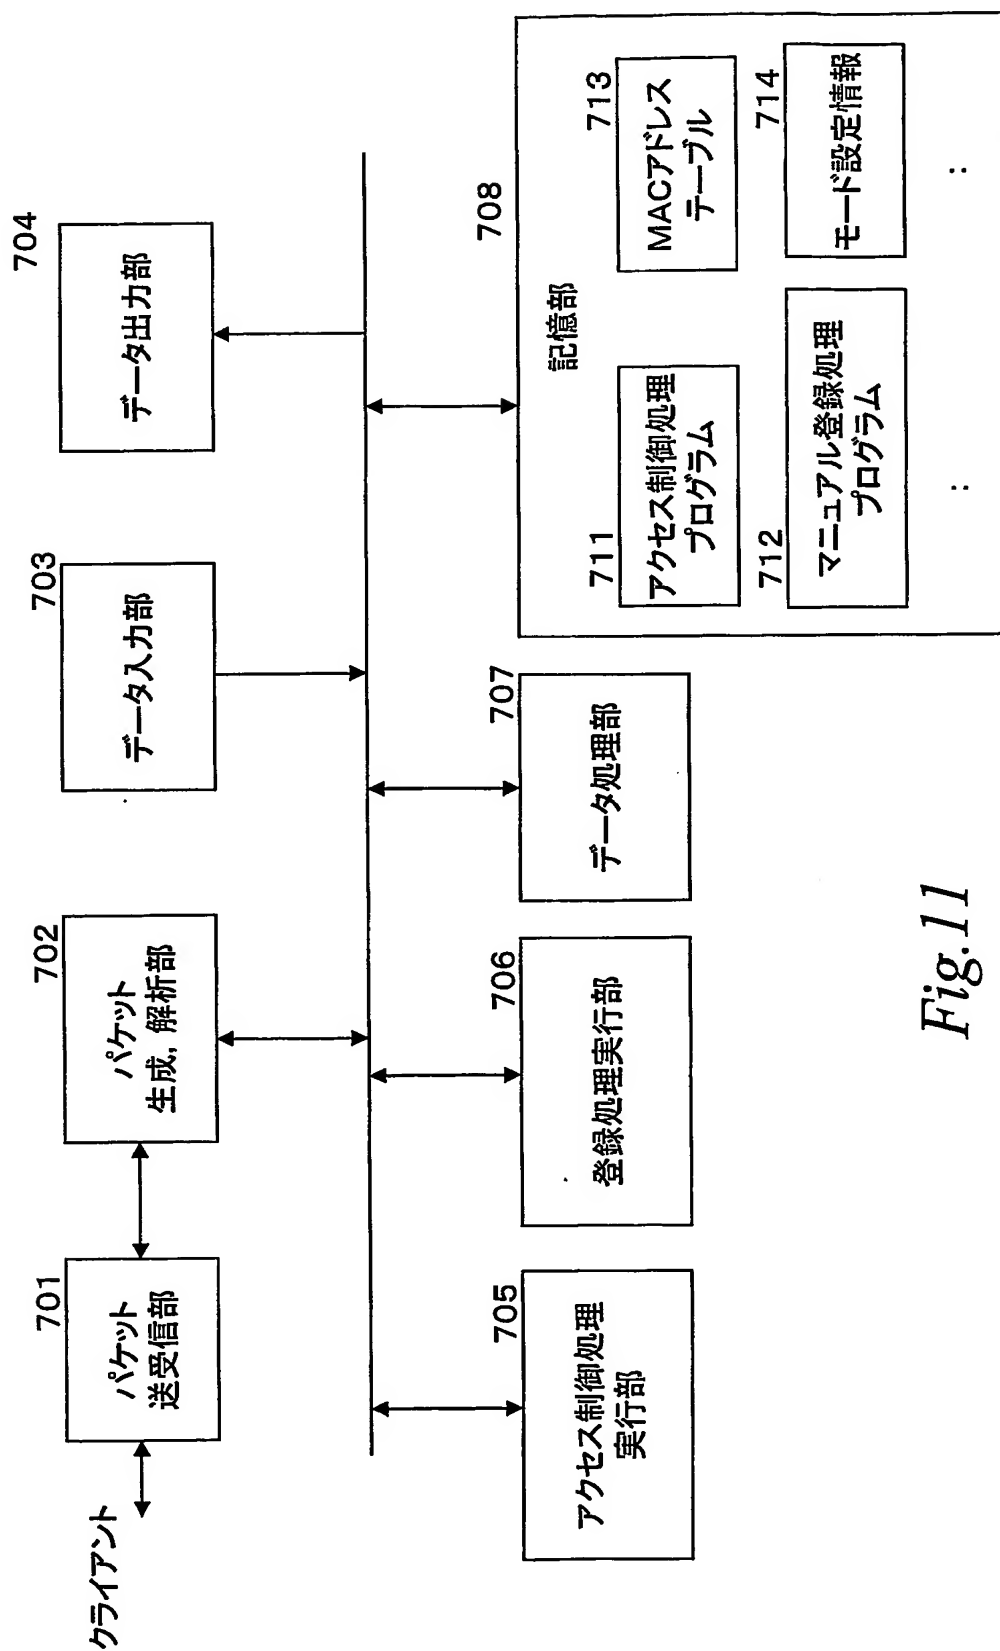 クライアント
701
パケット
送受信部
702
パケット
生成，解析部
703
データ入力部
704
データ出力部
705
アクセス制御処理
実行部
706
登録処理実行部
707
データ処理部
708
記憶部
711
アクセス制御処理
プログラム
713
MACアドレス
テーブル
712
マニュアル登録処理
プログラム
714
モード設定情報
:
:
Fig.11